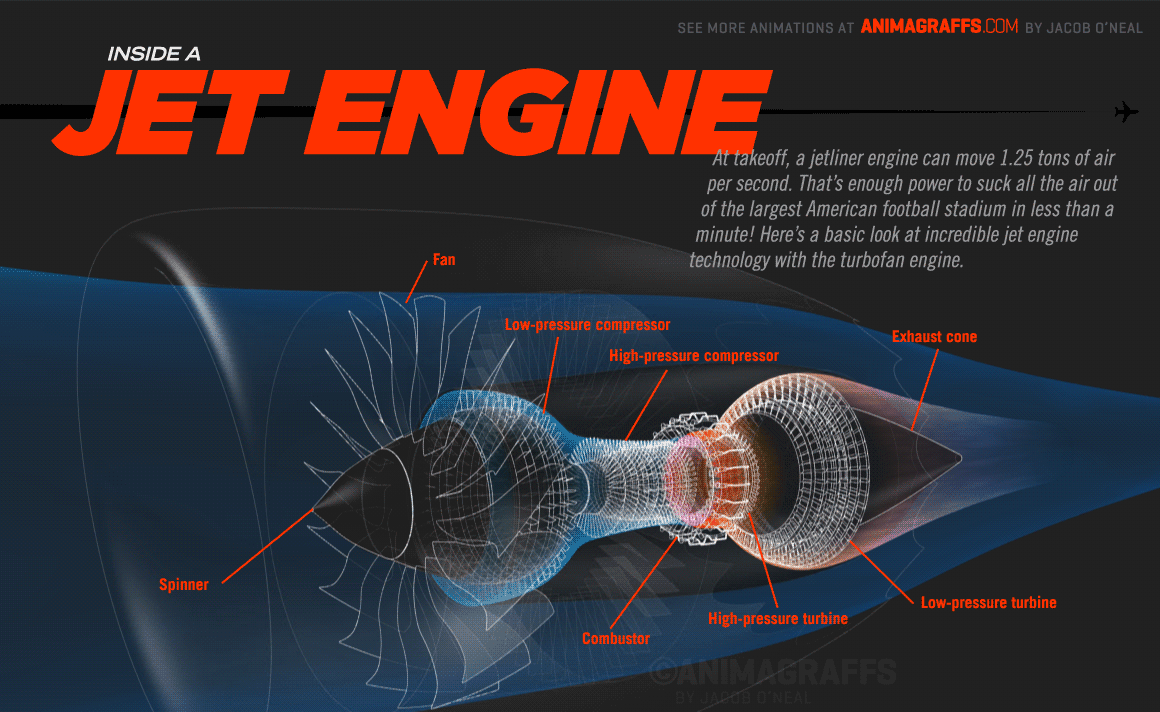 SEE MORE ANIMATIONS AT ANIMAGRAFFS.COM BY JACOB O'NEAL
INSIDE A
JET ENGINE
At takeoff, a jetliner engine can move 1.25 tons of air
per second. That's enough power to suck all the air out
of the largest American football stadium in less than a
minute! Here's a basic look at incredible jet engine
technology with the turbofan engine.
Fan
Low-pressure compressor
High-pressure compressor
Exhaust cone
Spinner
Combustor
High-pressure turbine
Low-pressure turbine
©ANIMAGRAFFS
BY JACOB O'NEAL